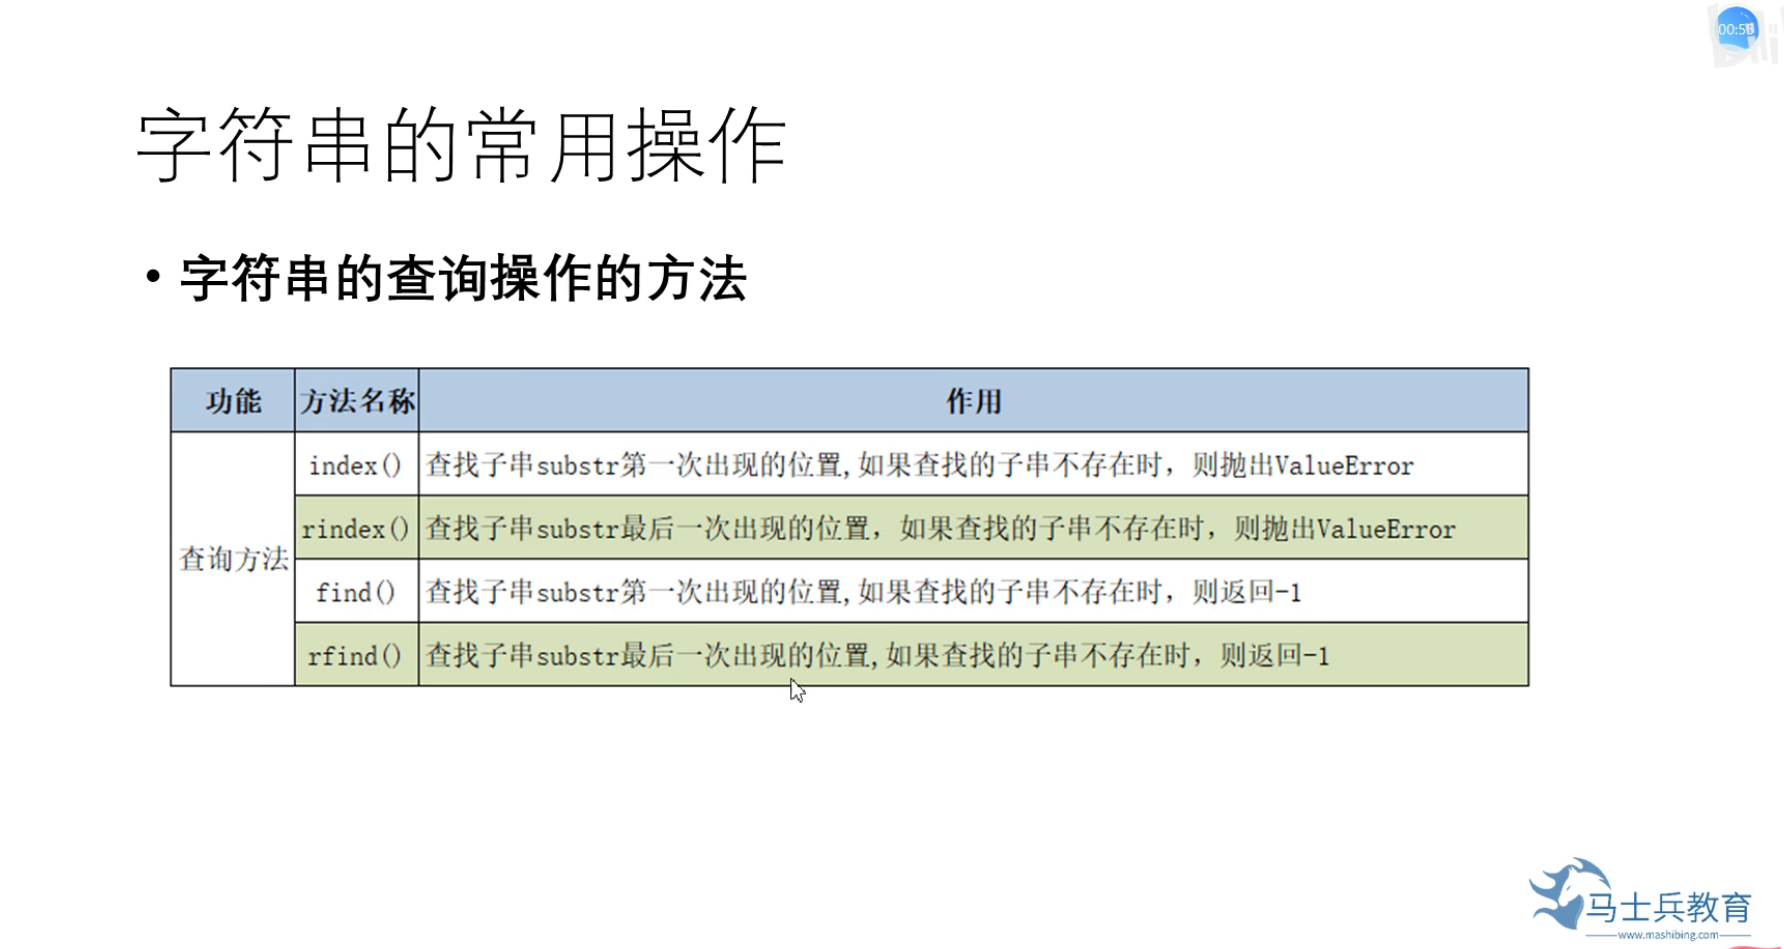 字符串的常用操作
• 字符串的查询操作的方法
功能 方法名称 作用
查询方法
index() 查找子串substr第一次出现的位置,如果查找的子串不存在时，则抛出ValueError
rindex() 查找子串substr最后一次出现的位置，如果查找的子串不存在时，则抛出ValueError
find() 查找子串substr第一次出现的位置,如果查找的子串不存在时，则返回-1
rfind() 查找子串substr最后一次出现的位置,如果查找的子串不存在时，则返回-1
马士兵教育
www.mashibing.com